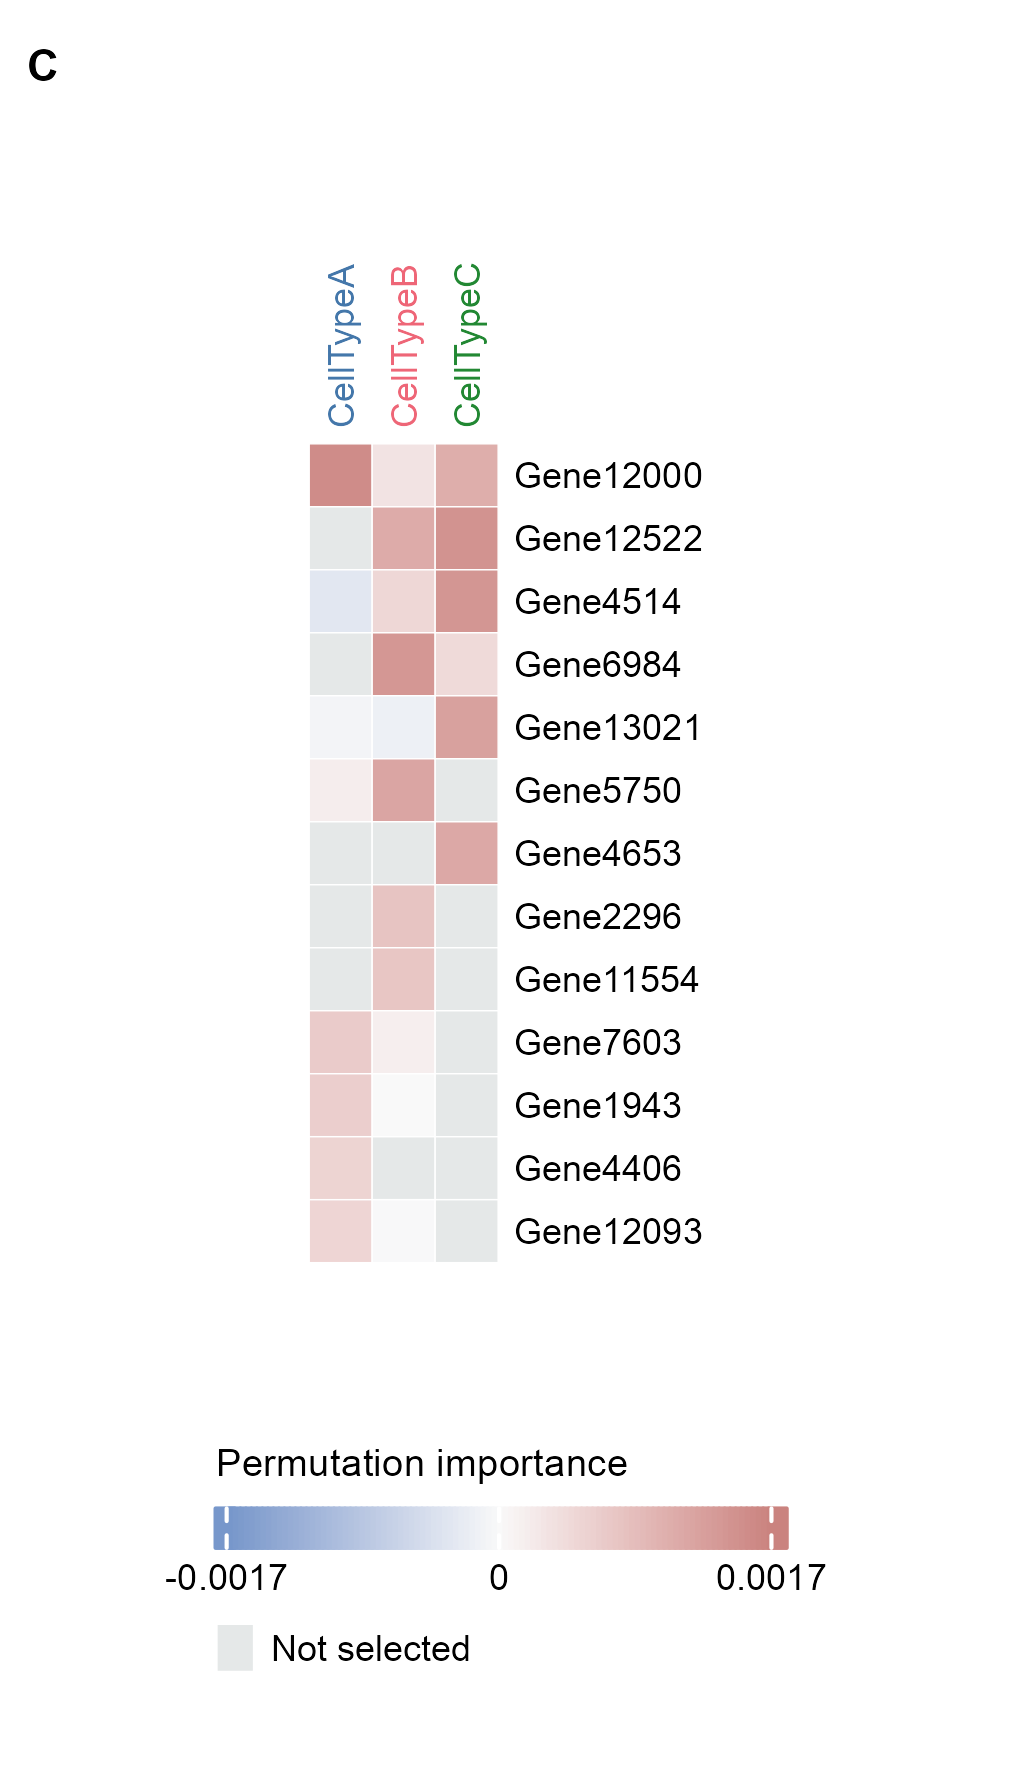 C
CellTypeA
CellTypeB
CellTypeC
Gene12000
Gene12522
Gene4514
Gene6984
Gene13021
Gene5750
Gene4653
Gene2296
Gene11554
Gene7603
Gene1943
Gene4406
Gene12093
Permutation importance
-0.0017 0 0.0017
Not selected